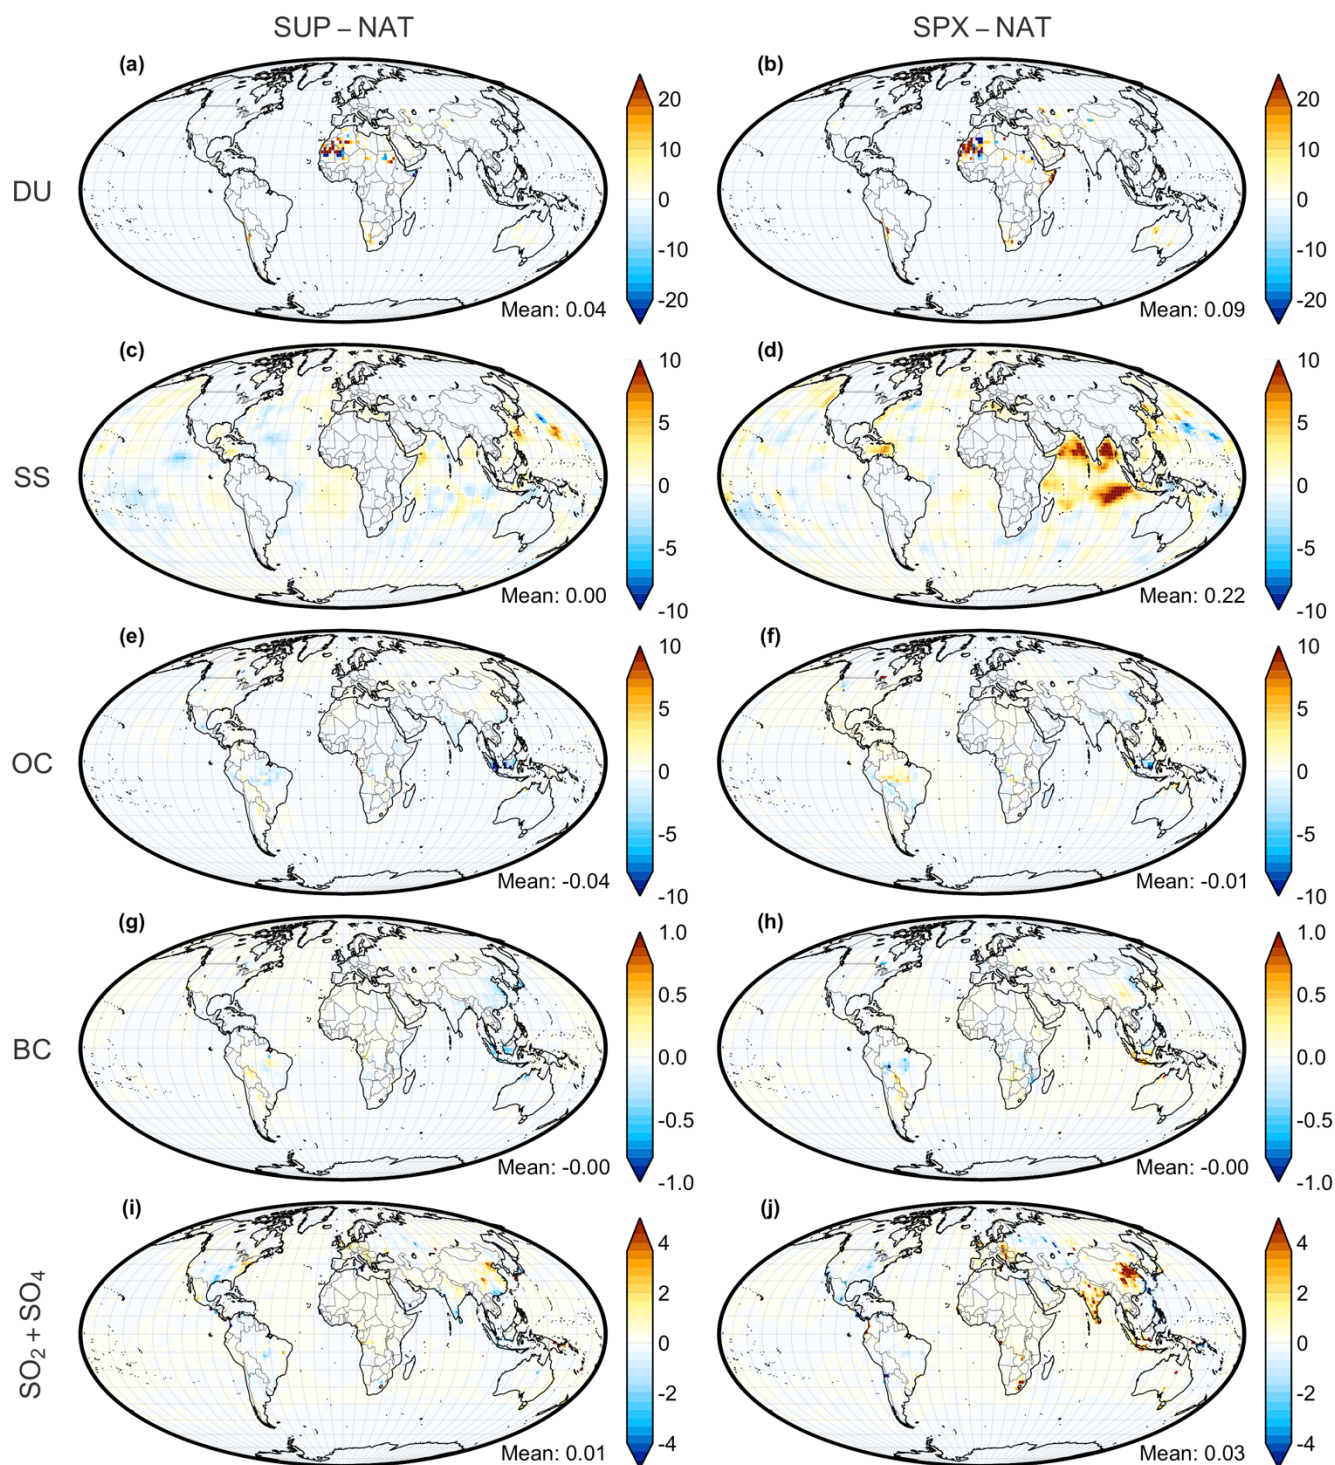 SUP – NAT
SPX – NAT
(a)
20
10
0
-10
-20
Mean: 0.04
(b)
20
10
0
-10
-20
Mean: 0.09
DU
(c)
10
5
0
-5
-10
Mean: 0.00
(d)
10
5
0
-5
-10
Mean: 0.22
SS
(e)
10
5
0
-5
-10
Mean: -0.04
(f)
10
5
0
-5
-10
Mean: -0.01
OC
(g)
1.0
0.5
0.0
-0.5
-1.0
Mean: -0.00
(h)
1.0
0.5
0.0
-0.5
-1.0
Mean: -0.00
BC
(i)
4
2
0
-2
-4
Mean: 0.01
(j)
4
2
0
-2
-4
Mean: 0.03
SO₂ + SO₄